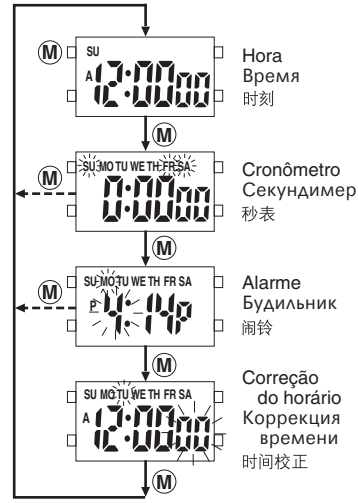 M
SU
A 12:00 00
Hora
Время
时刻
M
SU MO TU WE TH FR SA
0:00 00
Cronômetro
Секундимер
秒表
M
M
SU MO TU WE TH FR SA
P 4:14P
Alarme
Будильник
闹铃
M
M
SU MO TU WE TH FR SA
A 12:00 00
Correção
do horário
Коррекция
времени
时间校正
M